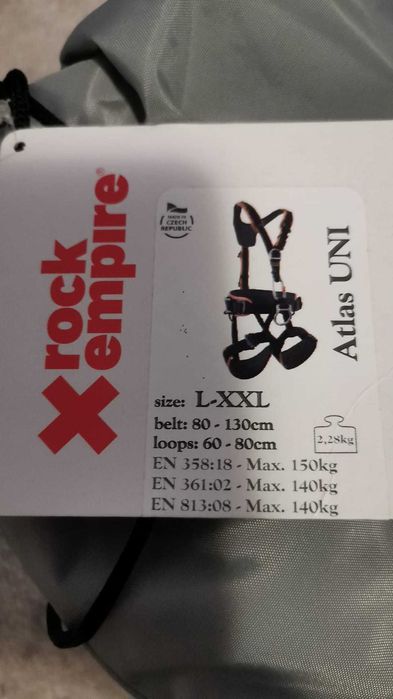 rock
empire®
MADE IN
CZECH
REPUBLIC
Atlas UNI
size: L-XXL
belt: 80 - 130cm
loops: 60 - 80cm
2,28kg
EN 358:18 - Max. 150kg
EN 361:02 - Max. 140kg
EN 813:08 - Max. 140kg